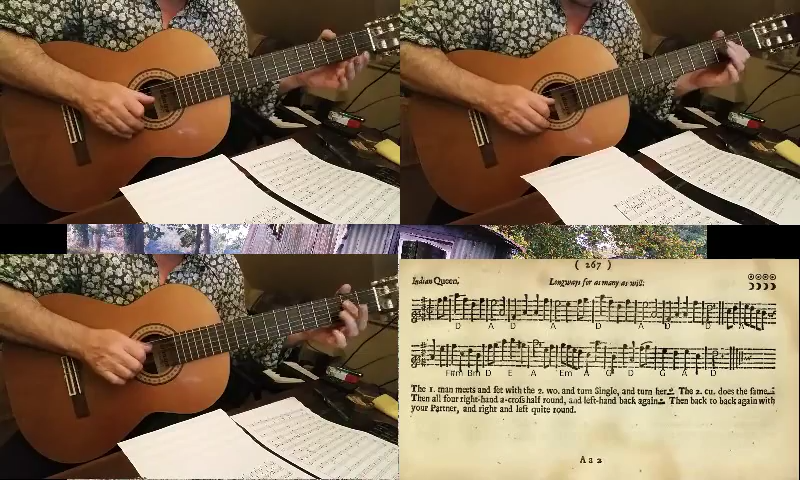 ( 267 )
Indian Queen.
Longways for as many as will.
D A D A D A D D A
F#m Bm D E A Em A G D G A D
The 1. man meets and set with the 2. wo. and turn single, and turn her The 2. cu. does the same
Then all four right-hand a-cross half round, and left-hand back again Then back to back again with
your Partner, and right and left quite round.
A a 2